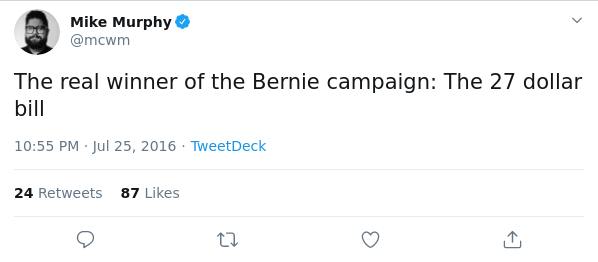 Mike Murphy
@mcwm
The real winner of the Bernie campaign: The 27 dollar
bill
10:55 PM · Jul 25, 2016 · TweetDeck
24 Retweets 87 Likes